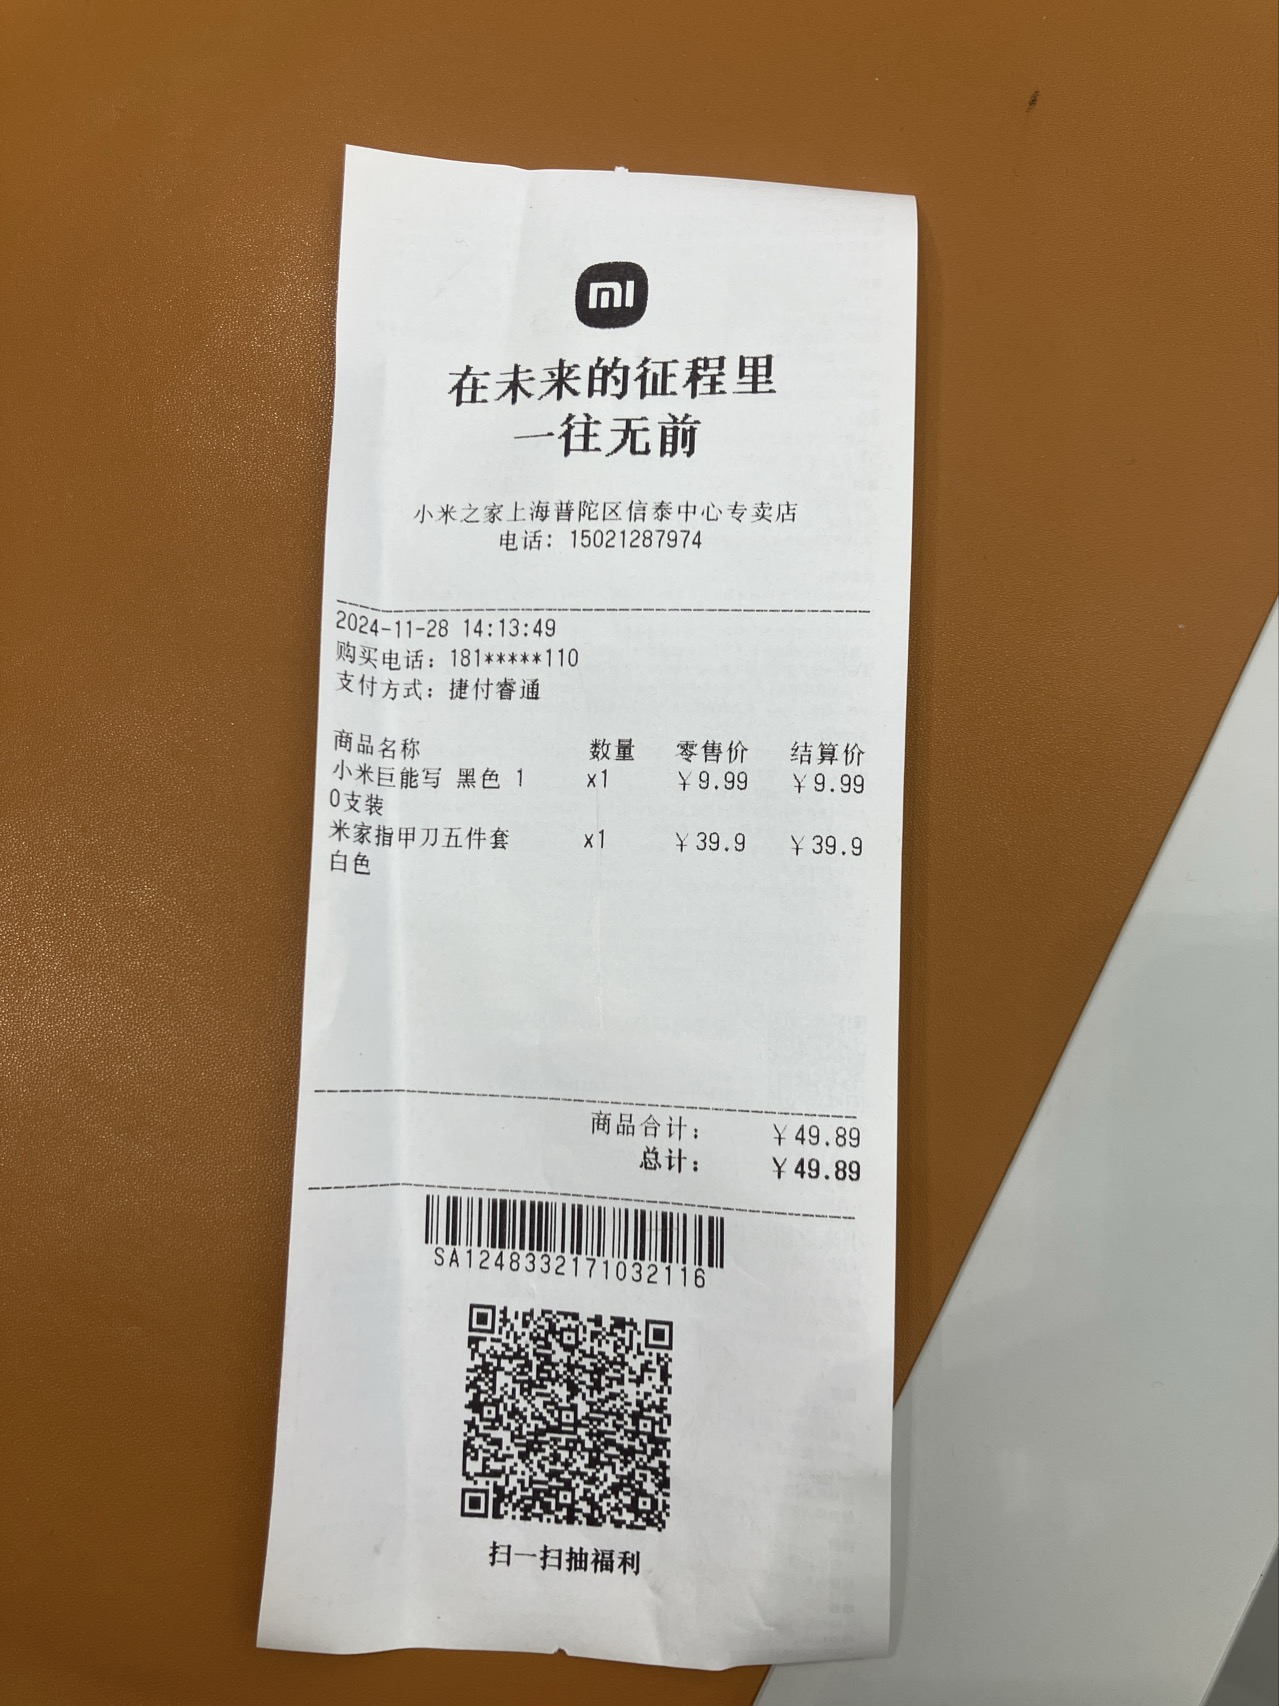 mi
在未来的征程里
一往无前
小米之家上海普陀区信泰中心专卖店
电话: 15021287974
2024-11-28 14:13:49
购买电话: 181*****110
支付方式: 捷付睿通
商品名称 数量 零售价 结算价
小米巨能写 黑色 1 x1 ¥9.99 ¥9.99
0支装
米家指甲刀五件套 x1 ¥39.9 ¥39.9
白色
商品合计: ¥49.89
总计: ¥49.89
SA1248332171032116
扫一扫抽福利